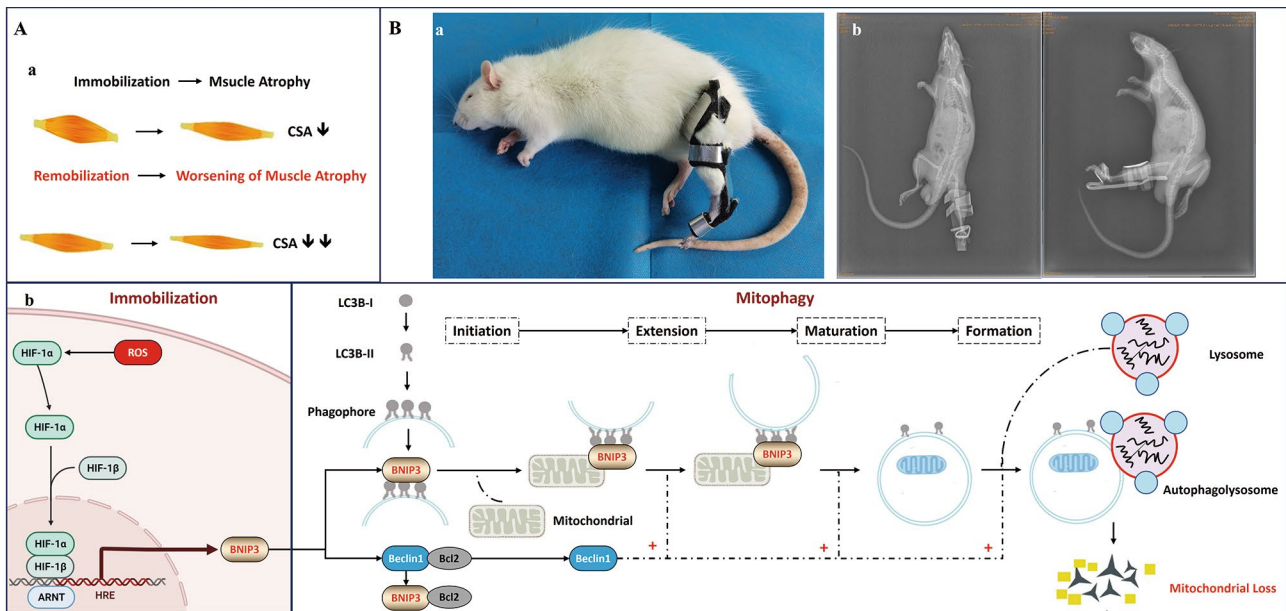 A
a
Immobilization → Msucle Atrophy
CSA ↓
Remobilization → Worsening of Muscle Atrophy
CSA ↓ ↓
B
a
b
b
Immobilization
HIF-1α
ROS
HIF-1α
HIF-1β
HIF-1α
HIF-1β
ARNT
HRE
BNIP3
Mitophagy
LC3B-I
LC3B-II
Phagophore
Initiation
Extension
Maturation
Formation
Lysosome
BNIP3
BNIP3
BNIP3
Mitochondrial
Autophagolysosome
Beclin1
Bcl2
Beclin1
+
+
+
BNIP3
Bcl2
Mitochondrial Loss